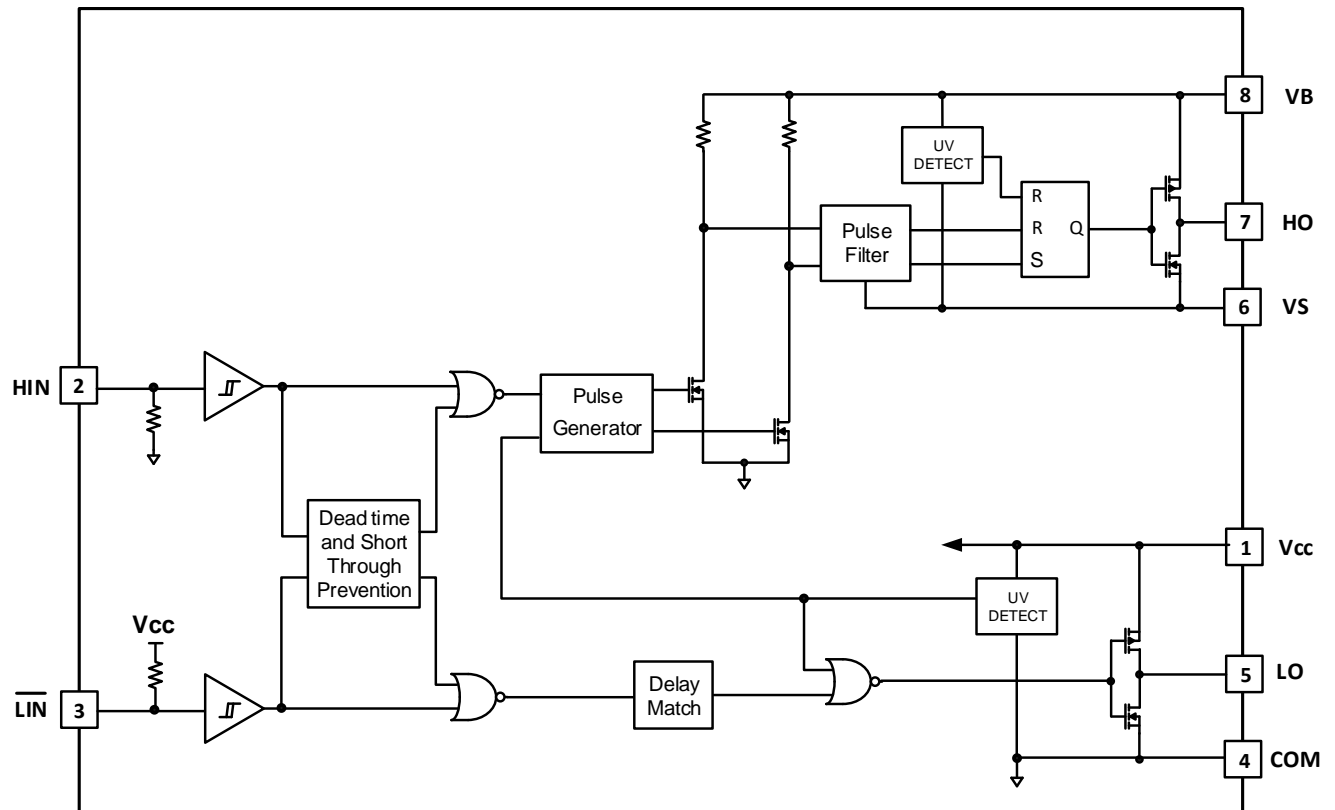 8 VB
UV
DETECT
R
R Q
S
Pulse
Filter
7 HO
6 VS
HIN 2
Pulse
Generator
Dead time
and Short
Through
Prevention
1 Vcc
UV
DETECT
Vcc
LIN 3
Delay
Match
5 LO
4 COM